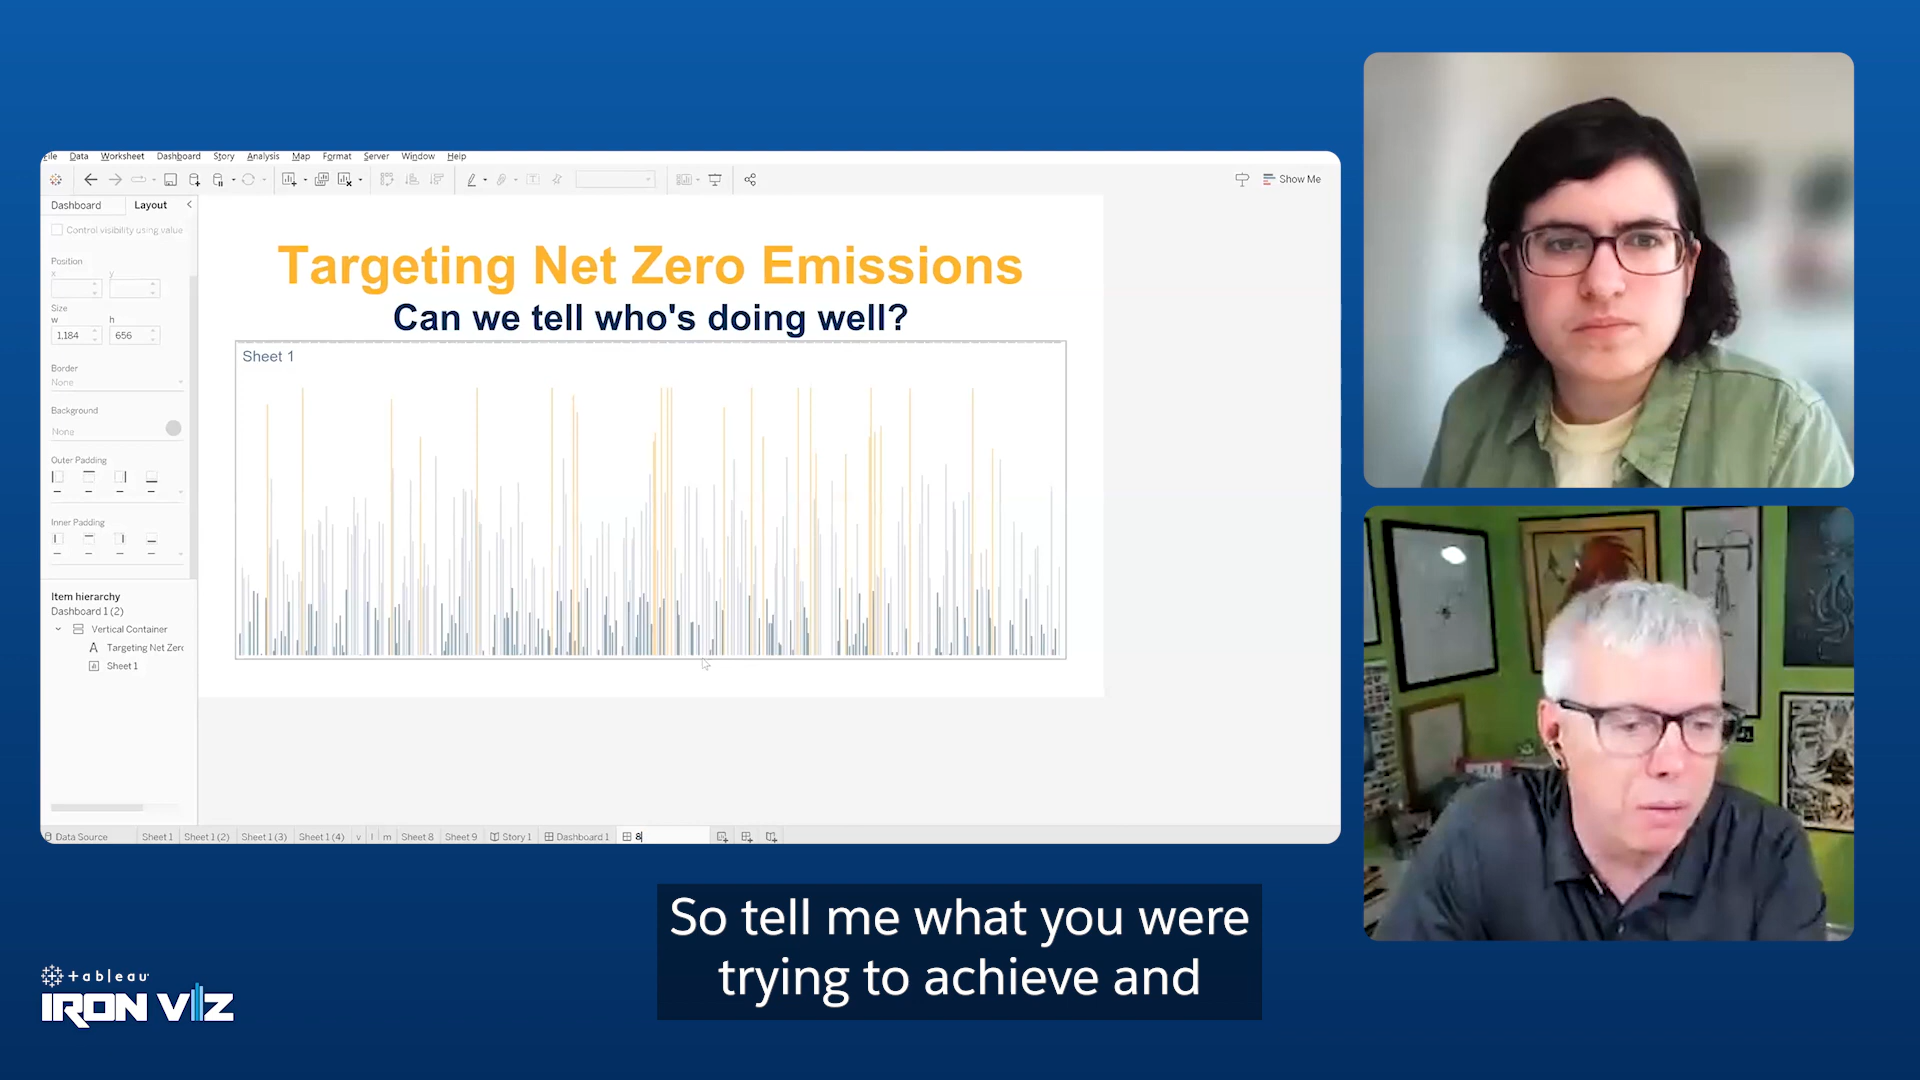 File Data Worksheet Dashboard Story Analysis Map Format Server Window Help
Show Me
Dashboard Layout
Control visibility using value
Position
x y
Size
w h
1,184 656
Border
None
Background
None
Outer Padding
Inner Padding
Item hierarchy
Dashboard 1 (2)
Vertical Container
Targeting Net Zero
Sheet 1
Targeting Net Zero Emissions
Can we tell who's doing well?
Sheet 1
Data Source Sheet 1 Sheet 1 (2) Sheet 1 (3) Sheet 1 (4) v l m Sheet 8 Sheet 9 Story 1 Dashboard 1 8
So tell me what you were
trying to achieve and
tableau
IRON VIZ